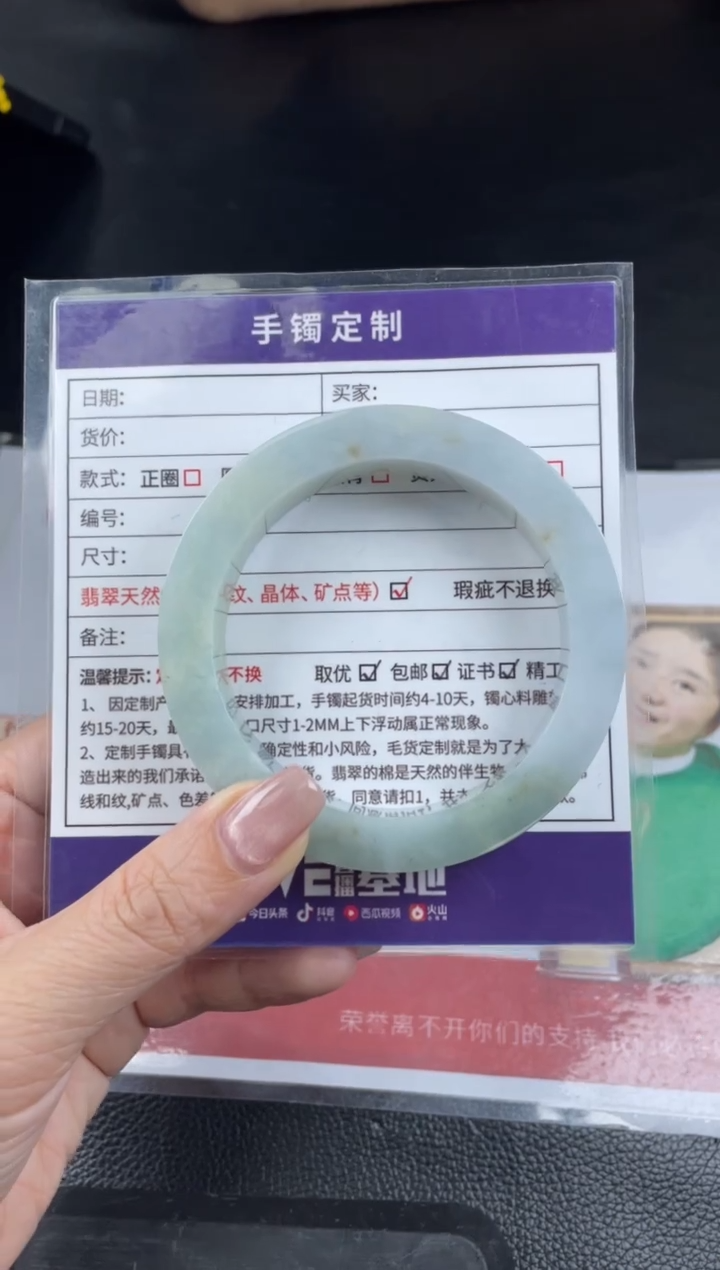 手镯定制
日期： 买家：
货价：
款式： 正圈
编号：
尺寸：
翡翠天然 纹、晶体、矿点等） 瑕疵不退换
备注：
温馨提示： 不换 取优 包邮 证书 精工
1、 因定制产 安排加工，手镯起货时间约4-10天，镯心料雕
约15-20天， 口尺寸1-2MM上下浮动属正常现象。
2、定制手镯具 确定性和小风险，毛货定制就是为了大
造出来的我们承诺 货。翡翠的棉是天然的伴生物
线和纹,矿点、色差 同意请扣1，并
基地
今日头条 抖音 西瓜视频 火山
荣誉离不开你们的支持